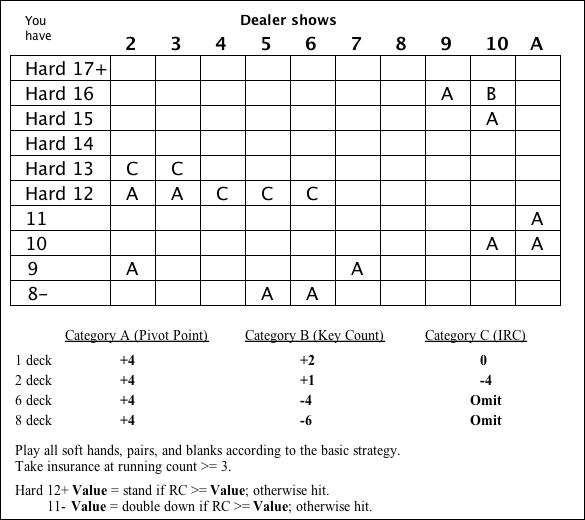 You Dealer shows
have
2 3 4 5 6 7 8 9 10 A
Hard 17+
Hard 16 A B
Hard 15 A
Hard 14
Hard 13 C C
Hard 12 A A C C C
11 A
10 A A
9 A A
8– A A
Category A (Pivot Point) Category B (Key Count) Category C (IRC)
1 deck +4 +2 0
2 deck +4 +1 -4
6 deck +4 -4 Omit
8 deck +4 -6 Omit
Play all soft hands, pairs, and blanks according to the basic strategy.
Take insurance at running count >= 3.
Hard 12+ Value = stand if RC >= Value; otherwise hit.
11- Value = double down if RC >= Value; otherwise hit.